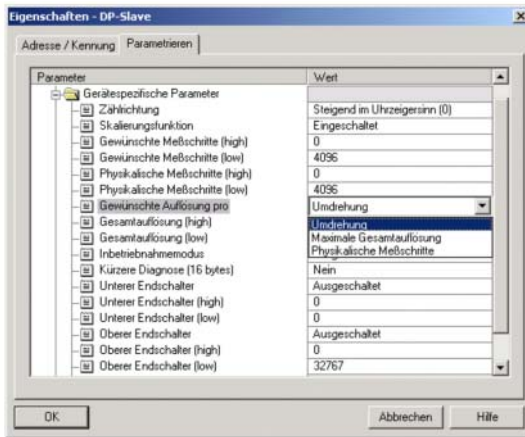 Eigenschaften - DP-Slave
Adresse / Kennung Parametrieren
Parameter Wert
Gerätespezifische Parameter
Zählrichtung Steigend im Uhrzeigersinn (0)
Skalierungsfunktion Eingeschaltet
Gewünschte Meßschritte (high) 0
Gewünschte Meßschritte (low) 4096
Physikalische Meßschritte (high) 0
Physikalische Meßschritte (low) 4096
Gewünschte Auflösung pro Umdrehung
Gesamtauflösung (high) Umdrehung
Gesamtauflösung (low) Maximale Gesamtauflösung
Inbetriebnahmemodus Physikalische Meßschritte
Kürzere Diagnose (16 bytes) Nein
Unterer Endschalter Ausgeschaltet
Unterer Endschalter (high) 0
Unterer Endschalter (low) 0
Oberer Endschalter Ausgeschaltet
Oberer Endschalter (high) 0
Oberer Endschalter (low) 32767
OK Abbrechen Hilfe